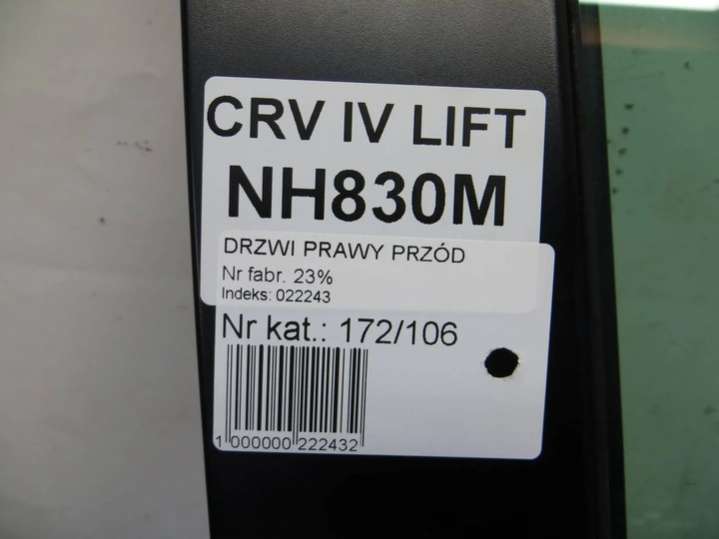 CRV IV LIFT
NH830M
DRZWI PRAWY PRZÓD
Nr fabr. 23%
Indeks: 022243
Nr kat.: 172/106
1 000000 222432